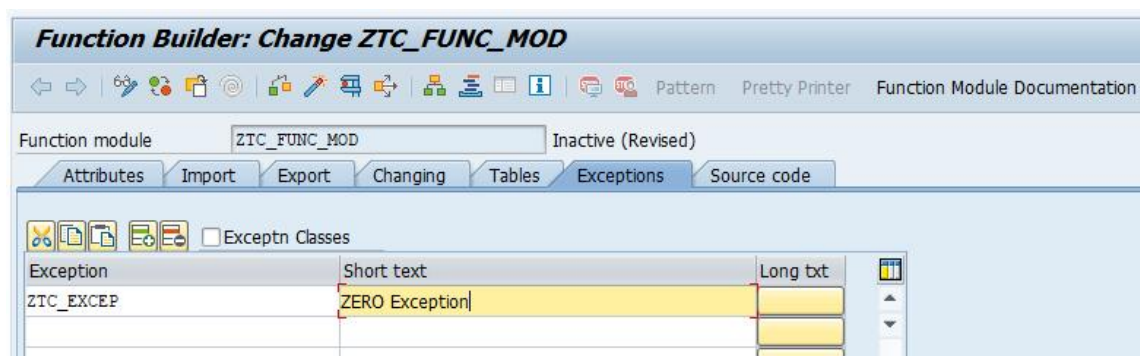 Function Builder: Change ZTC_FUNC_MOD
Pattern Pretty Printer Function Module Documentation
Function module ZTC_FUNC_MOD Inactive (Revised)
Attributes Import Export Changing Tables Exceptions Source code
Exceptn Classes
Exception Short text Long txt
ZTC_EXCEP ZERO Exception